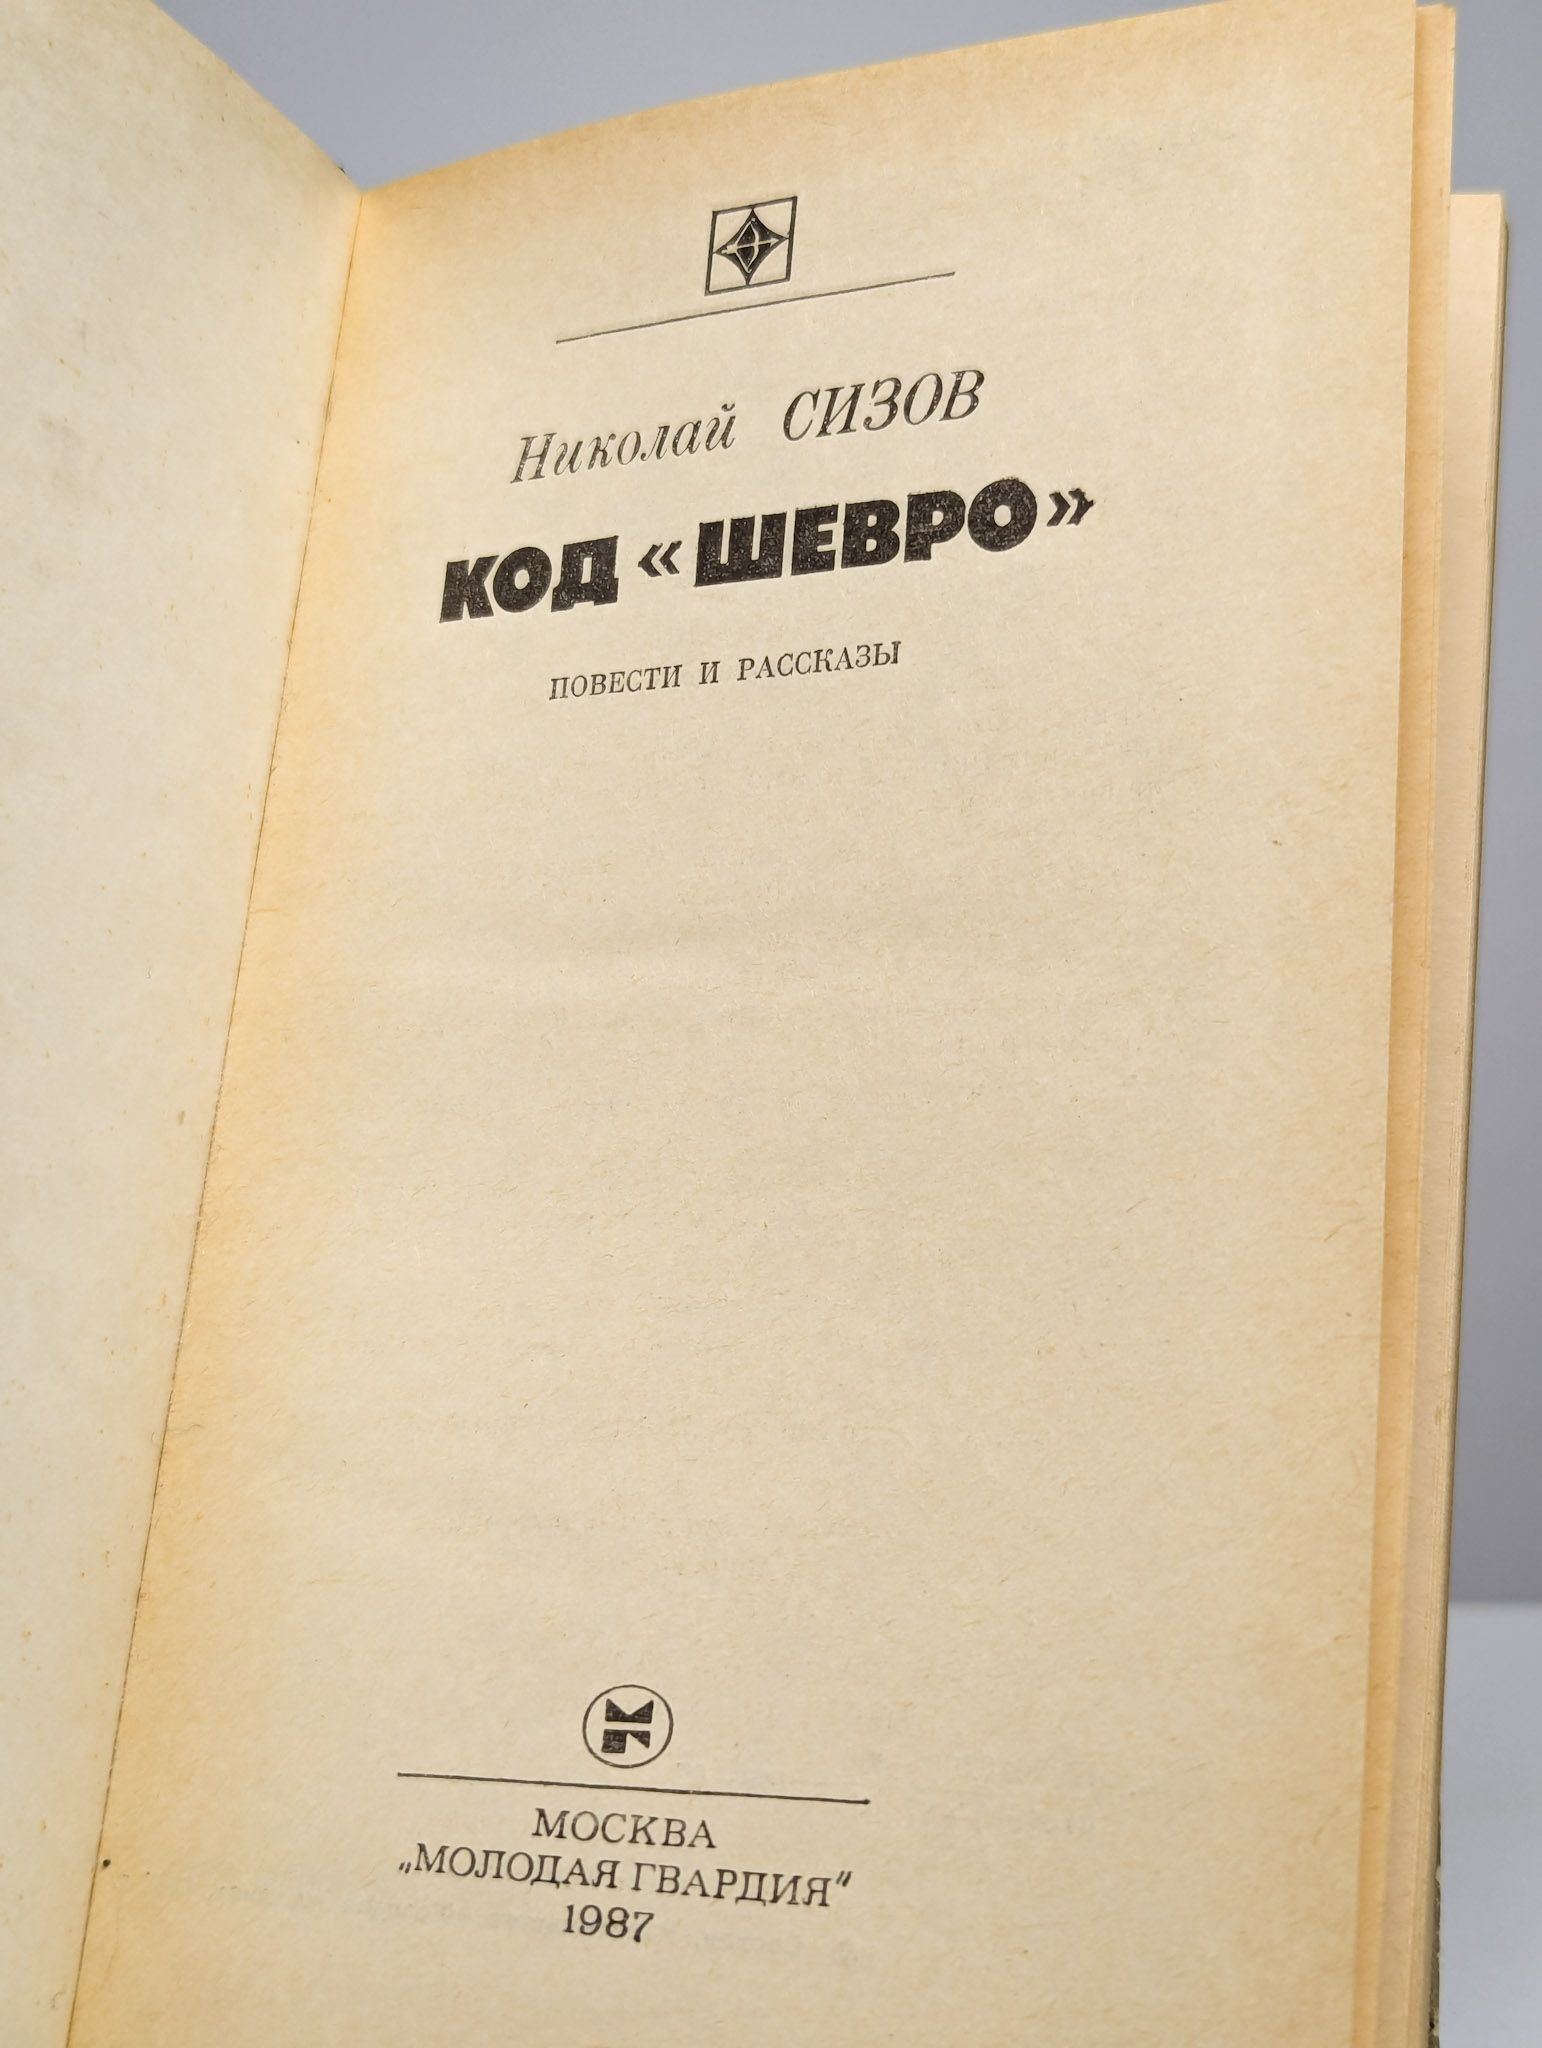 Николай СИЗОВ
КОД «ШЕВРО»
ПОВЕСТИ И РАССКАЗЫ
МОСКВА
„МОЛОДАЯ ГВАРДИЯ"
1987